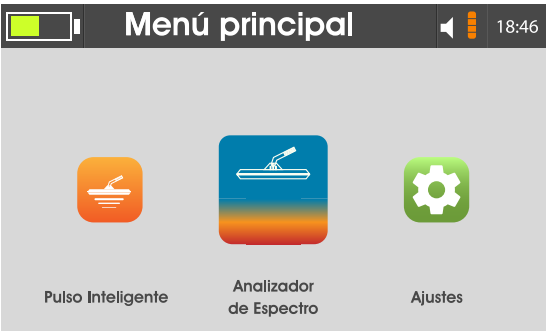 Menú principal
18:46
Pulso Inteligente
Analizador
de Espectro
Ajustes